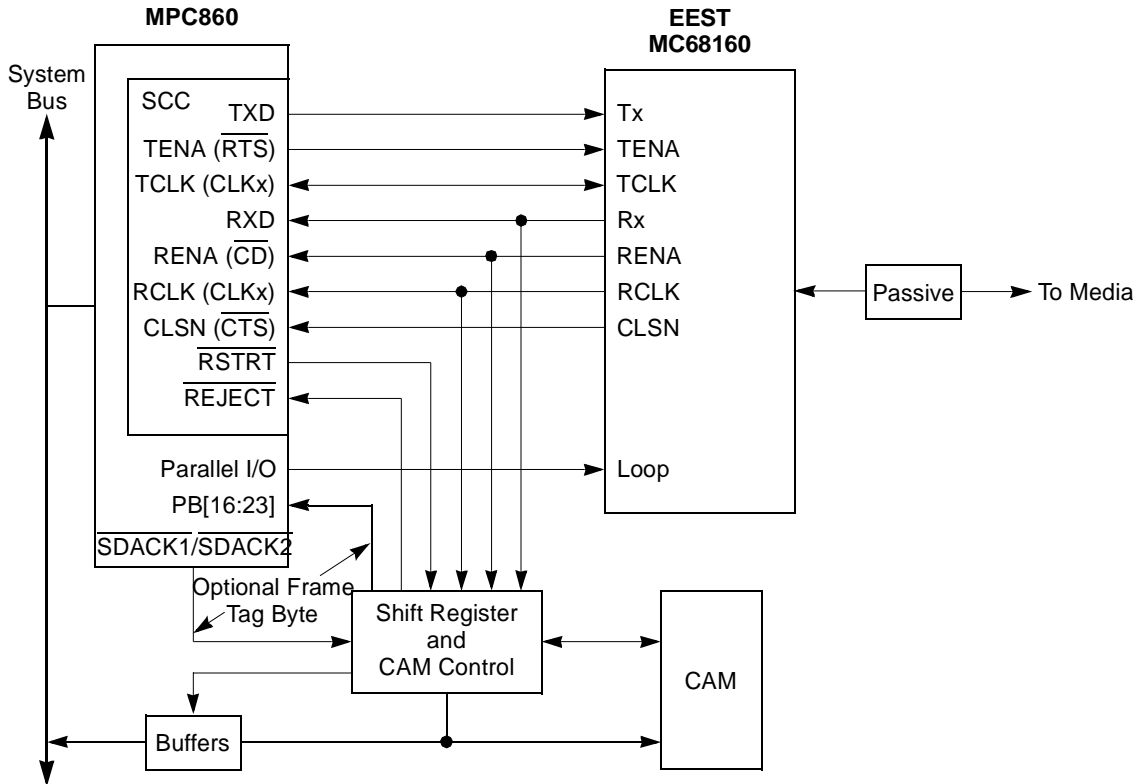 MPC860
EEST
MC68160
System
Bus
SCC
TXD
TENA (RTS)
TCLK (CLKx)
RXD
RENA (CD)
RCLK (CLKx)
CLSN (CTS)
RSTRT
REJECT
Parallel I/O
PB[16:23]
SDACK1/SDACK2
Tx
TENA
TCLK
Rx
RENA
RCLK
CLSN
Loop
Passive
To Media
Optional Frame
Tag Byte
Shift Register
and
CAM Control
CAM
Buffers